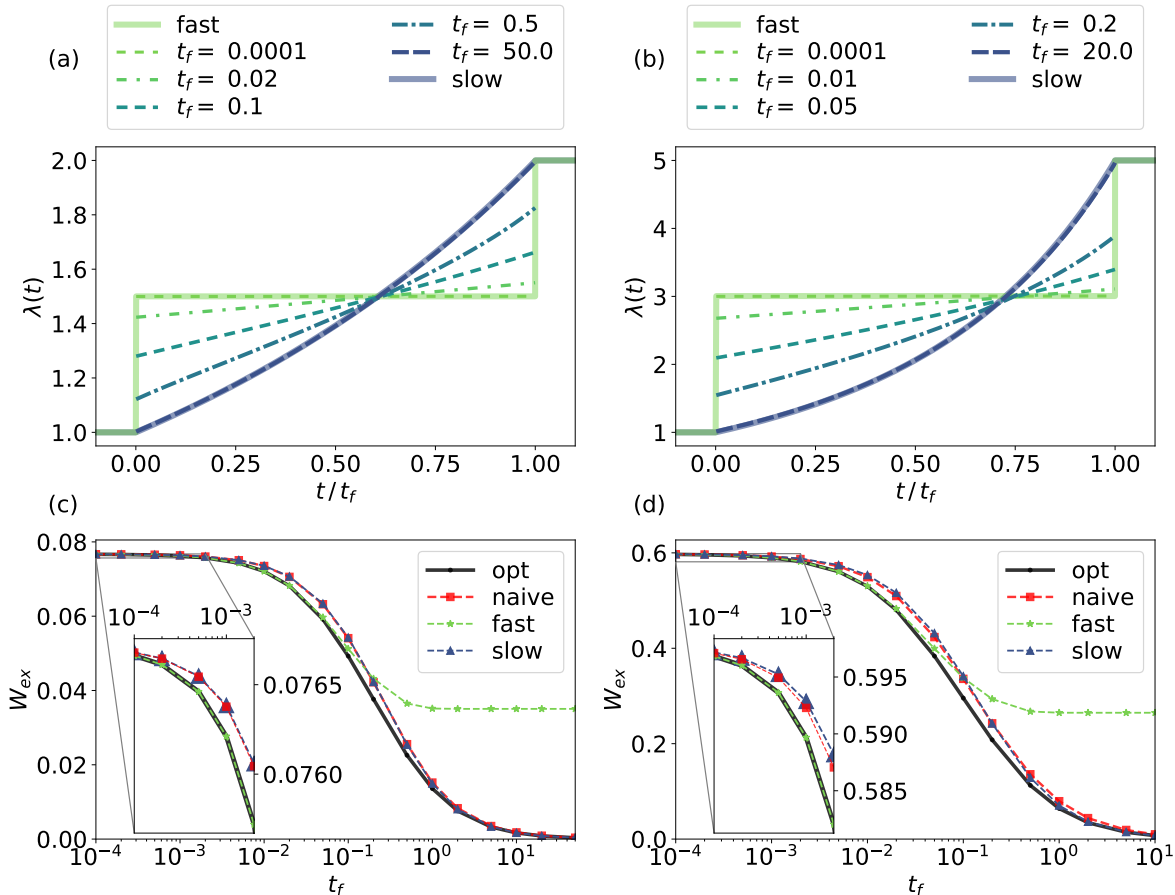 (a)
fast
t_f = 0.0001
t_f = 0.02
t_f = 0.1
t_f = 0.5
t_f = 50.0
slow
(b)
fast
t_f = 0.0001
t_f = 0.01
t_f = 0.05
t_f = 0.2
t_f = 20.0
slow
λ(t)
2.0
1.8
1.6
1.4
1.2
1.0
0.00 0.25 0.50 0.75 1.00
t / t_f
λ(t)
5
4
3
2
1
0.00 0.25 0.50 0.75 1.00
t / t_f
(c)
W_ex
0.08
0.06
0.04
0.02
0.00
opt
naive
fast
slow
10^-4 10^-3
0.0765
0.0760
10^-4 10^-3 10^-2 10^-1 10^0 10^1
t_f
(d)
W_ex
0.6
0.4
0.2
0.0
opt
naive
fast
slow
10^-4 10^-3
0.595
0.590
0.585
10^-4 10^-3 10^-2 10^-1 10^0 10^1
t_f